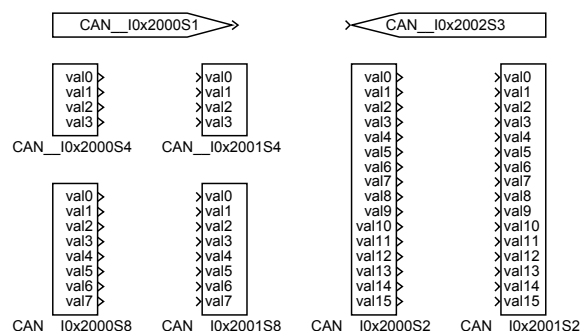 CAN__I0x2000S1
CAN__I0x2002S3
val0
val1
val2
val3
CAN__I0x2000S4
val0
val1
val2
val3
CAN__I0x2001S4
val0
val1
val2
val3
val4
val5
val6
val7
CAN__I0x2000S8
val0
val1
val2
val3
val4
val5
val6
val7
CAN__I0x2001S8
val0
val1
val2
val3
val4
val5
val6
val7
val8
val9
val10
val11
val12
val13
val14
val15
CAN__I0x2000S2
val0
val1
val2
val3
val4
val5
val6
val7
val8
val9
val10
val11
val12
val13
val14
val15
CAN__I0x2001S2